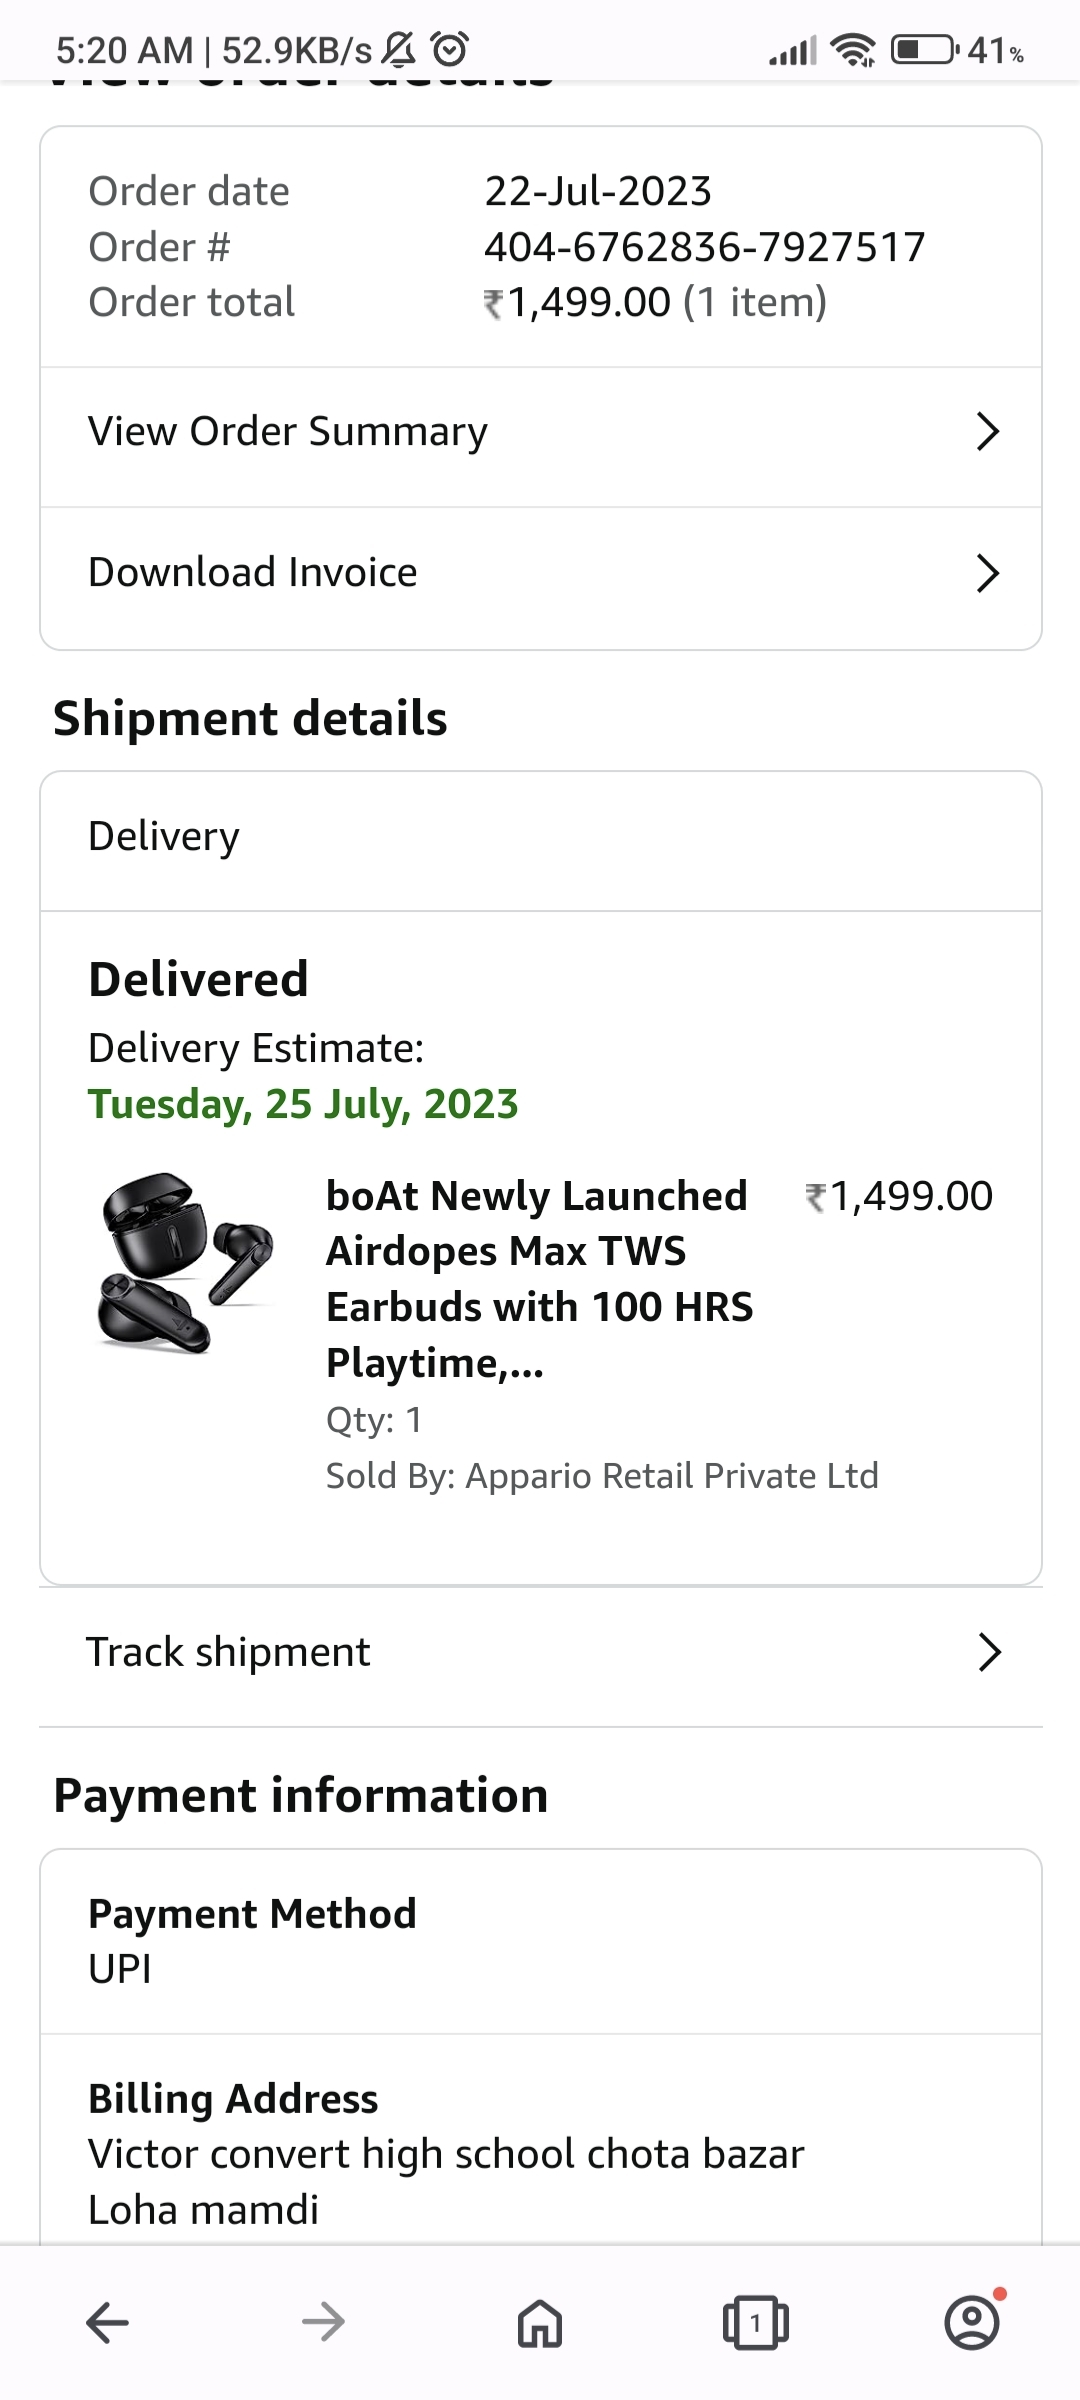 5:20 AM | 52.9KB/s 41%
View order details
Order date 22-Jul-2023
Order # 404-6762836-7927517
Order total ₹1,499.00 (1 item)
View Order Summary
Download Invoice
Shipment details
Delivery
Delivered
Delivery Estimate:
Tuesday, 25 July, 2023
boAt Newly Launched ₹1,499.00
Airdopes Max TWS
Earbuds with 100 HRS
Playtime,...
Qty: 1
Sold By: Appario Retail Private Ltd
Track shipment
Payment information
Payment Method
UPI
Billing Address
Victor convert high school chota bazar
Loha mamdi
1